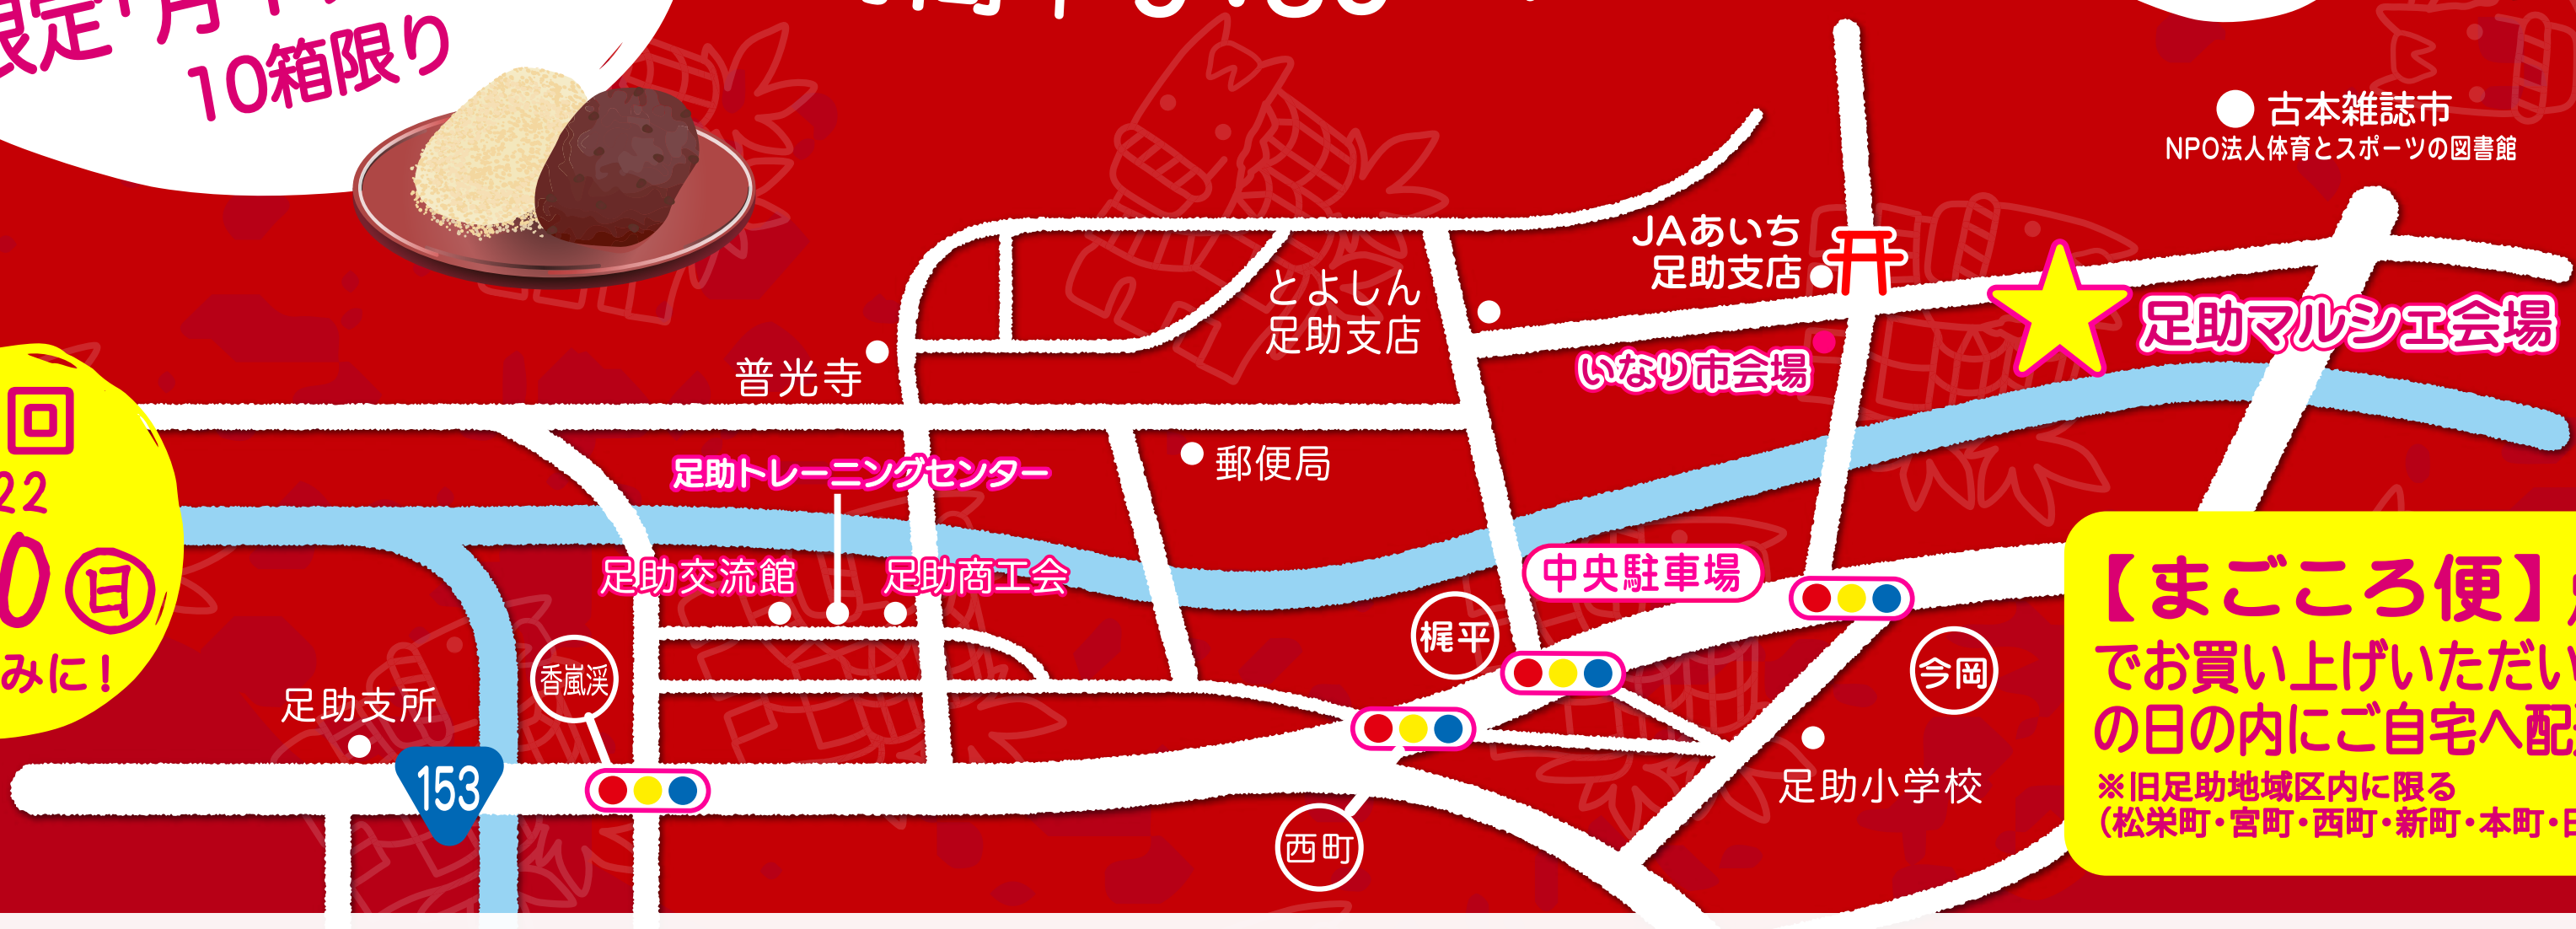 10箱限り
古本雑誌市
NPO法人体育とスポーツの図書館
JAあいち
足助支店
とよしん
足助支店
足助マルシェ会場
いなり市会場
普光寺
回
22
0日
みに!
足助トレーニングセンター
郵便局
足助交流館
足助商工会
中央駐車場
梶平
今岡
香嵐渓
足助支所
153
西町
足助小学校
【まごころ便】
でお買い上げいただい
の日の内にご自宅へ配
※旧足助地域区内に限る
(松栄町・宮町・西町・新町・本町・